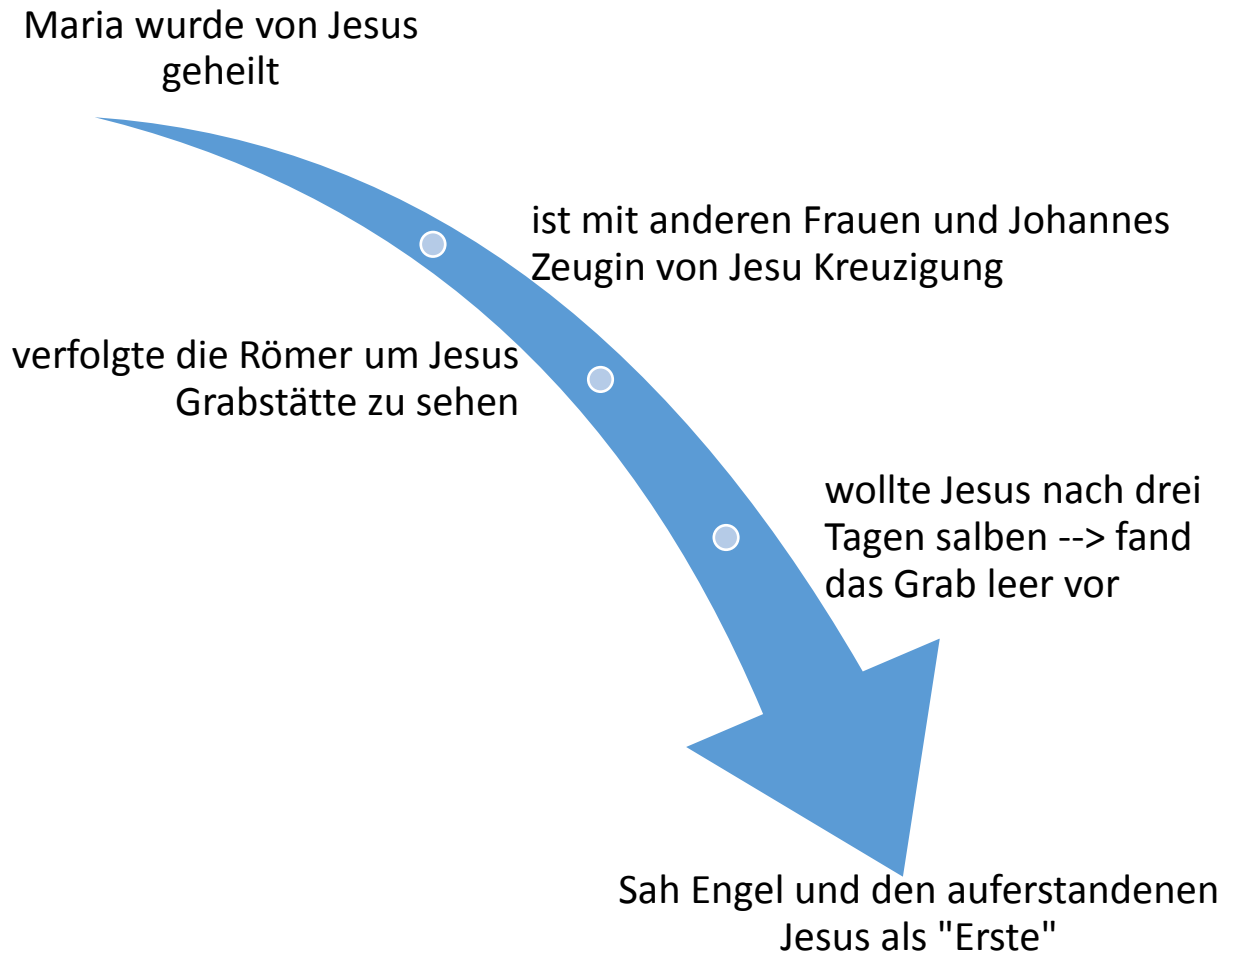 Maria wurde von Jesus
geheilt
ist mit anderen Frauen und Johannes
Zeugin von Jesu Kreuzigung
verfolgte die Römer um Jesus
Grabstätte zu sehen
wollte Jesus nach drei
Tagen salben --> fand
das Grab leer vor
Sah Engel und den auferstandenen
Jesus als "Erste"